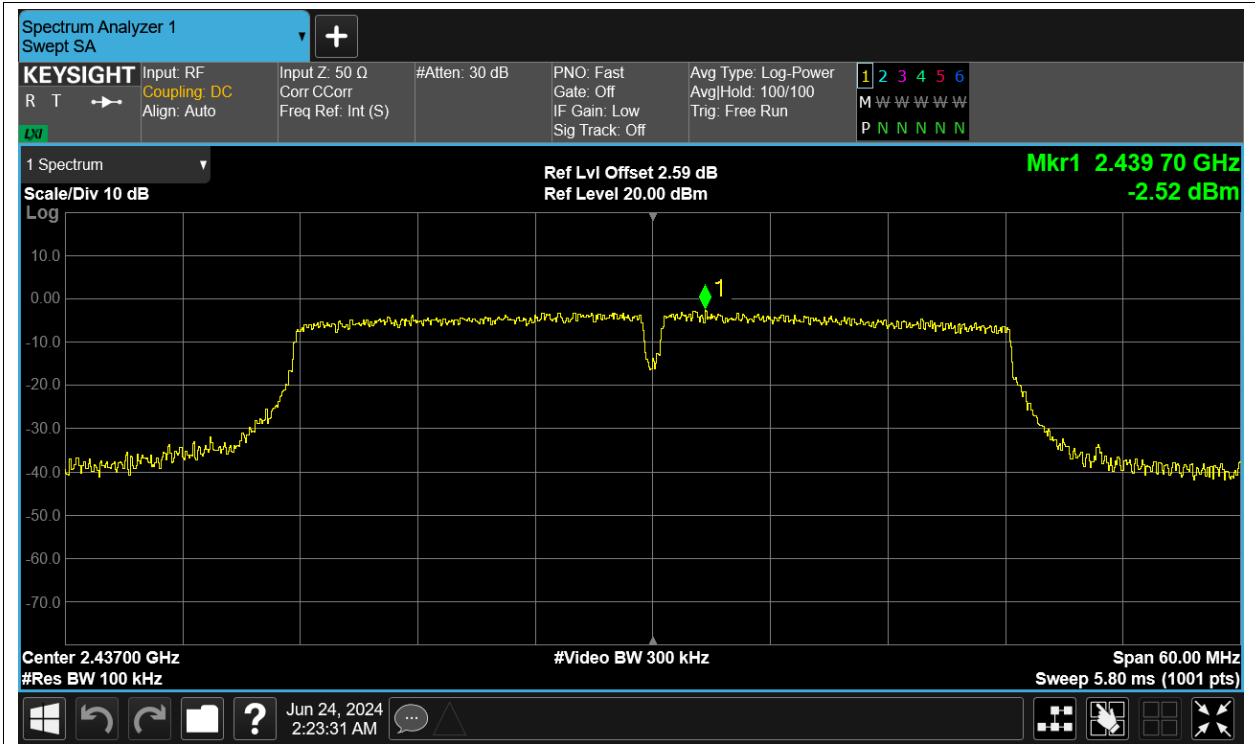 Spectrum Analyzer 1
Swept SA
KEYSIGHT
R T
LXI
Input: RF
Coupling: DC
Align: Auto
Input Z: 50 Ω
Corr CCorr
Freq Ref: Int (S)
#Atten: 30 dB
PNO: Fast
Gate: Off
IF Gain: Low
Sig Track: Off
Avg Type: Log-Power
Avg|Hold: 100/100
Trig: Free Run
1 2 3 4 5 6
M W W W W W
P N N N N N
1 Spectrum
Scale/Div 10 dB
Log
Ref Lvl Offset 2.59 dB
Ref Level 20.00 dBm
Mkr1 2.439 70 GHz
-2.52 dBm
1
10.0
0.00
-10.0
-20.0
-30.0
-40.0
-50.0
-60.0
-70.0
Center 2.43700 GHz
#Res BW 100 kHz
#Video BW 300 kHz
Span 60.00 MHz
Sweep 5.80 ms (1001 pts)
?
Jun 24, 2024
2:23:31 AM